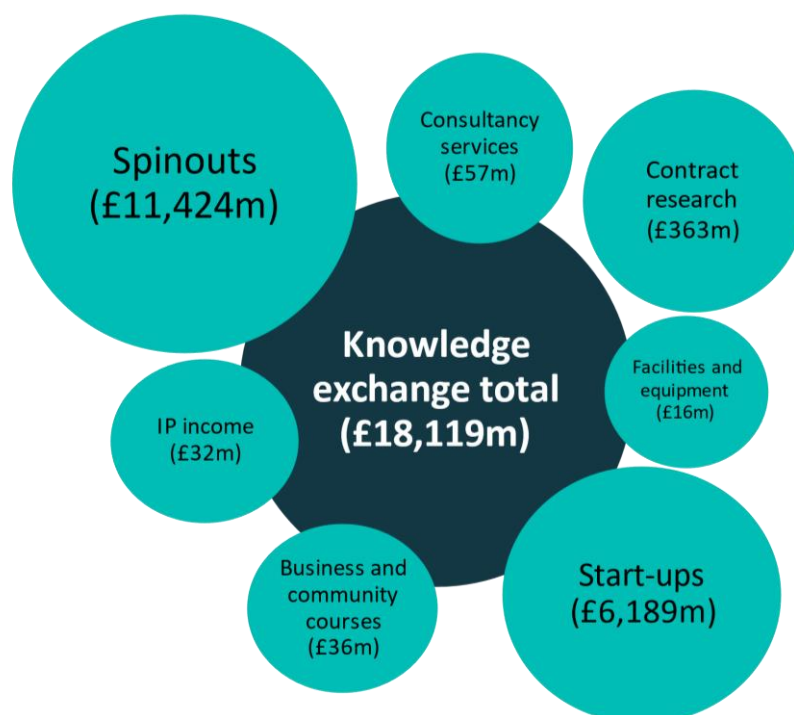 Spinouts
(£11,424m)
Consultancy
services
(£57m)
Contract
research
(£363m)
Knowledge
exchange total
(£18,119m)
Facilities and
equipment
(£16m)
IP income
(£32m)
Business and
community
courses
(£36m)
Start-ups
(£6,189m)